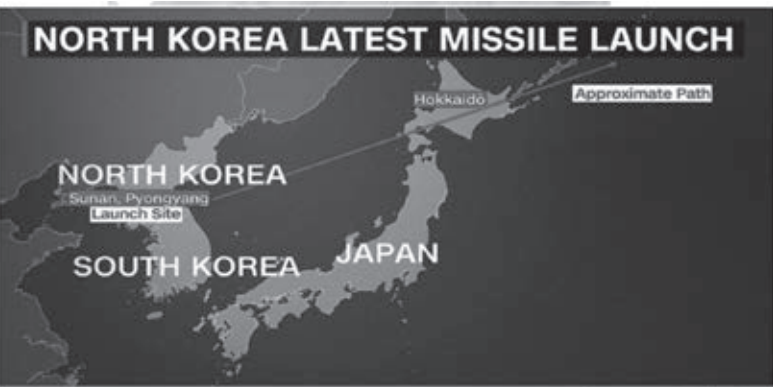 NORTH KOREA LATEST MISSILE LAUNCH
Hokkaido
Approximate Path
NORTH KOREA
Sunan, Pyongyang
Launch Site
SOUTH KOREA
JAPAN